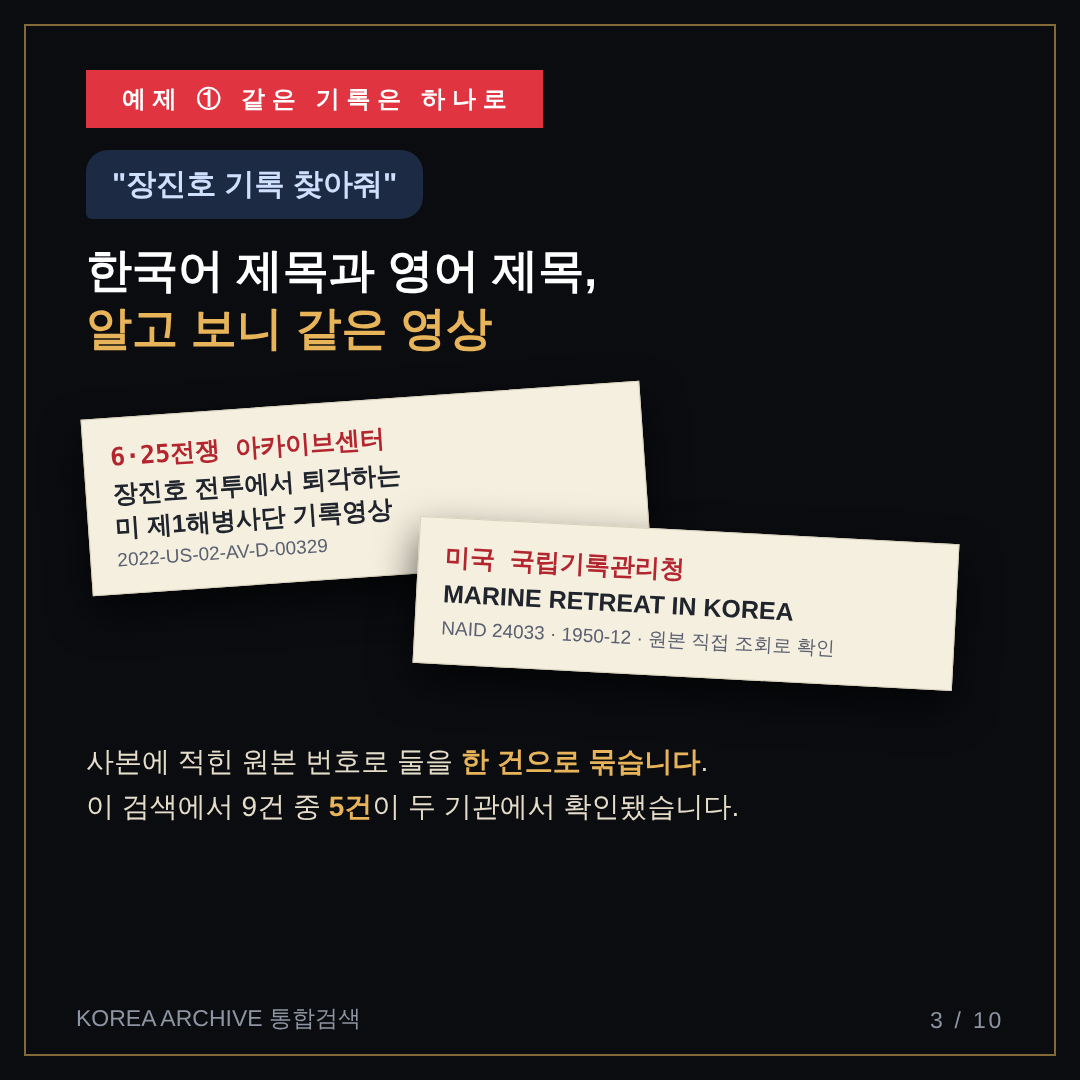 예제 ① 같은 기록은 하나로
"장진호 기록 찾아줘"
한국어 제목과 영어 제목,
알고 보니 같은 영상
6·25전쟁 아카이브센터
장진호 전투에서 퇴각하는
미 제1해병사단 기록영상
2022-US-02-AV-D-00329
미국 국립기록관리청
MARINE RETREAT IN KOREA
NAID 24033 · 1950-12 · 원본 직접 조회로 확인
사본에 적힌 원본 번호로 둘을 한 건으로 묶습니다.
이 검색에서 9건 중 5건이 두 기관에서 확인됐습니다.
KOREA ARCHIVE 통합검색
3 / 10